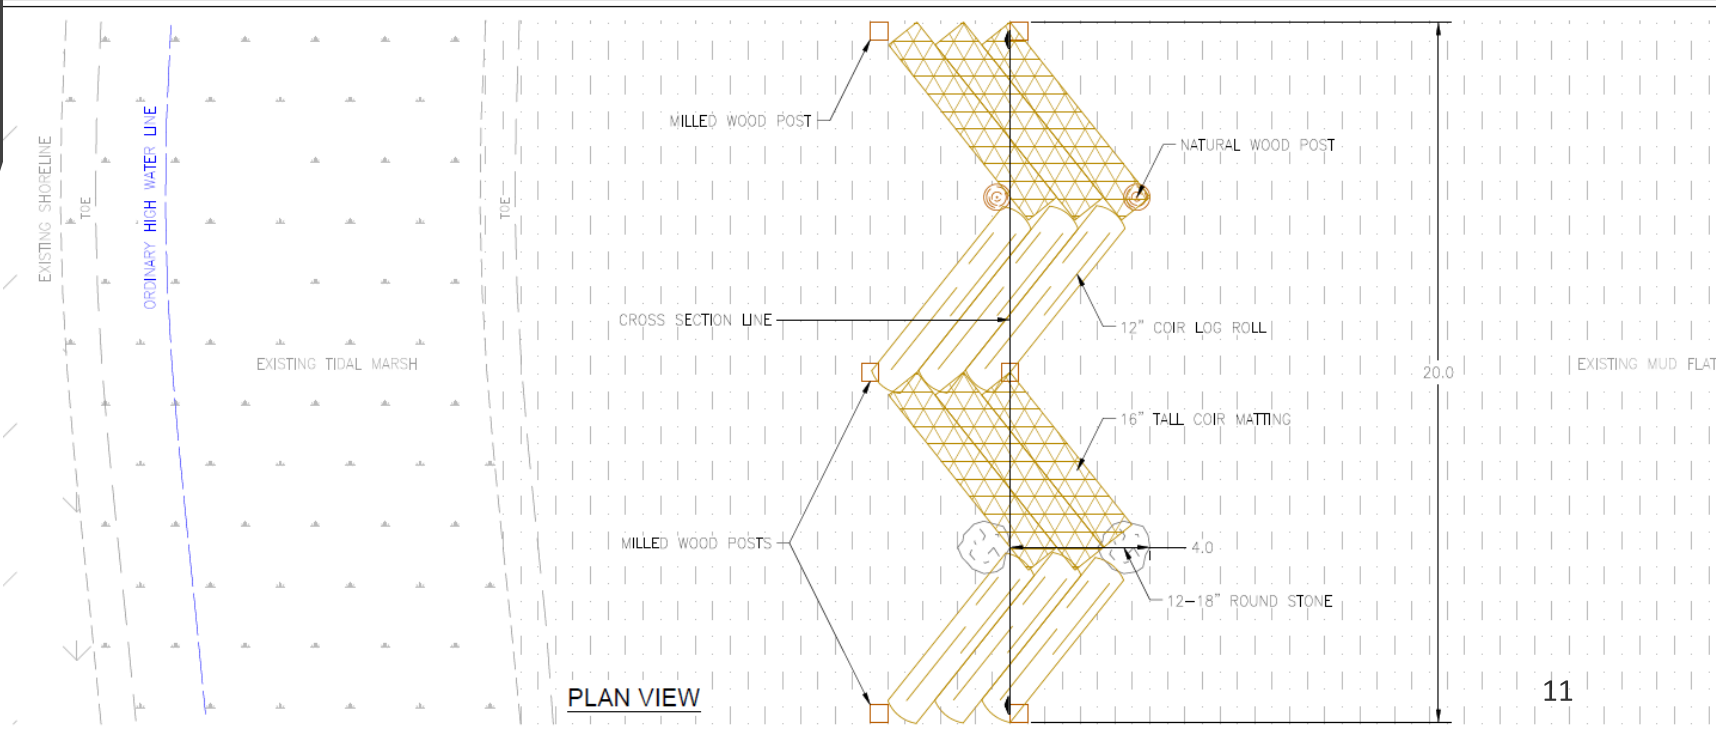 MILLED WOOD POST
NATURAL WOOD POST
EXISTING SHORELINE
TOE
ORDINARY HIGH WATER LINE
TOE
CROSS SECTION LINE
12" COIR LOG ROLL
EXISTING TIDAL MARSH
20.0
EXISTING MUD FLAT
16" TALL COIR MATTING
MILLED WOOD POSTS
4.0
12-18" ROUND STONE
PLAN VIEW
11